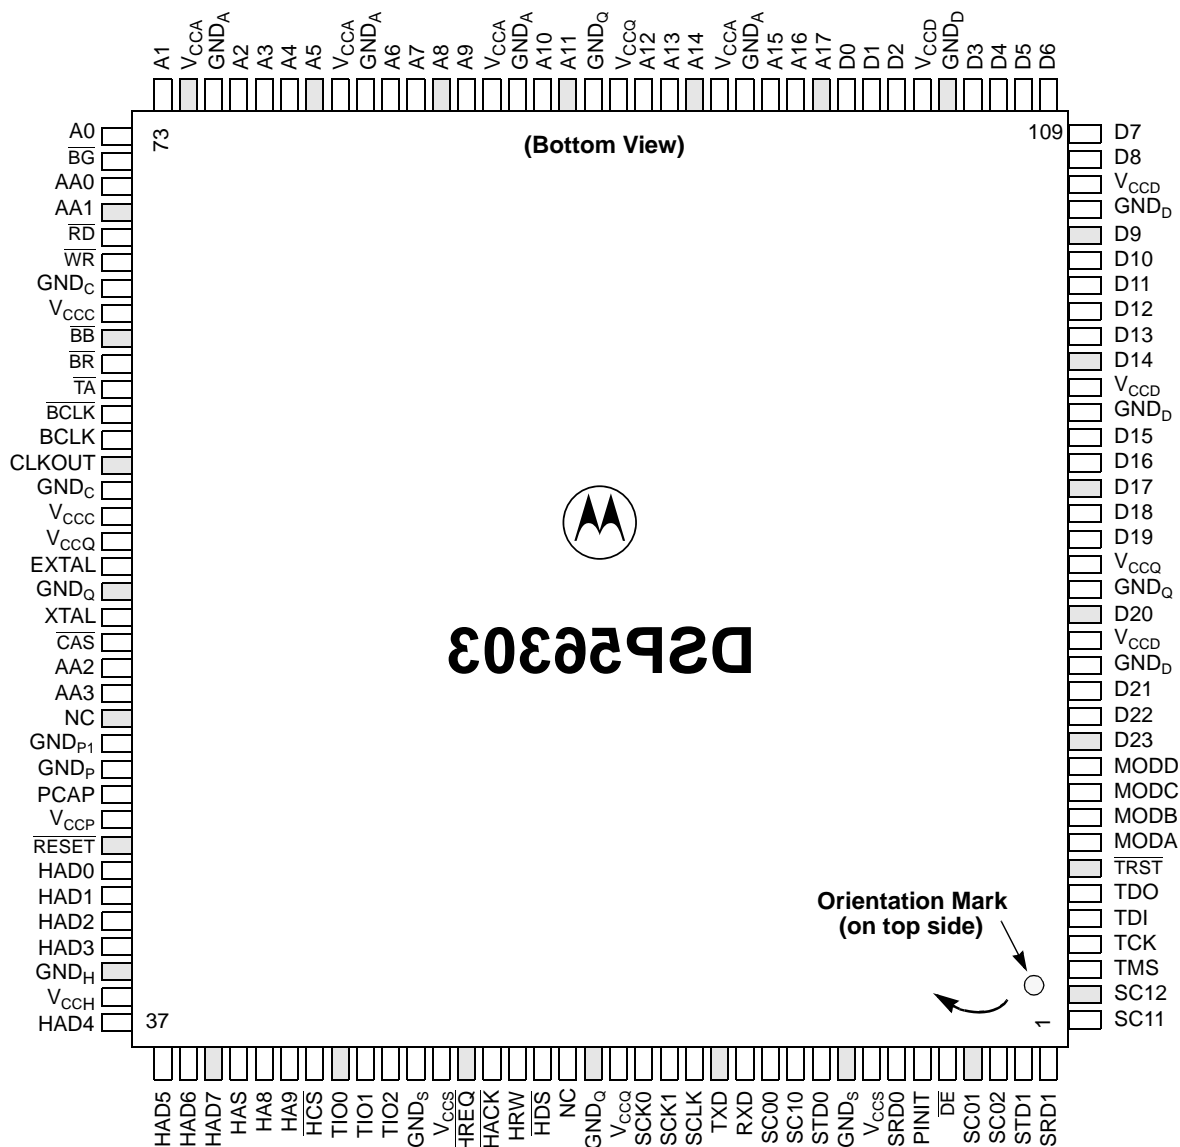 A1
VCCA
GNDA
A2
A3
A4
A5
VCCA
GNDA
A6
A7
A8
A9
VCCA
GNDA
A10
A11
GNDQ
VCCQ
A12
A13
A14
VCCA
GNDA
A15
A16
A17
D0
D1
D2
VCCD
GNDD
D3
D4
D5
D6
A0
BG
AA0
AA1
RD
WR
GNDC
VCCC
BB
BR
TA
BCLK
BCLK
CLKOUT
GNDC
VCCC
VCCQ
EXTAL
GNDQ
XTAL
CAS
AA2
AA3
NC
GNDP1
GNDP
PCAP
VCCP
RESET
HAD0
HAD1
HAD2
HAD3
GNDH
VCCH
HAD4
73
(Bottom View)
109
DSP56303
Orientation Mark
(on top side)
37
1
D7
D8
VCCD
GNDD
D9
D10
D11
D12
D13
D14
VCCD
GNDD
D15
D16
D17
D18
D19
VCCQ
GNDQ
D20
VCCD
GNDD
D21
D22
D23
MODD
MODC
MODB
MODA
TRST
TDO
TDI
TCK
TMS
SC12
SC11
HAD5
HAD6
HAD7
HAS
HA8
HA9
HCS
TIO0
TIO1
TIO2
GNDS
VCCS
HREQ
HACK
HRW
HDS
NC
GNDQ
VCCQ
SCK0
SCK1
SCLK
TXD
RXD
SC00
SC10
STD0
GNDS
VCCS
SRD0
PINIT
DE
SC01
SC02
STD1
SRD1